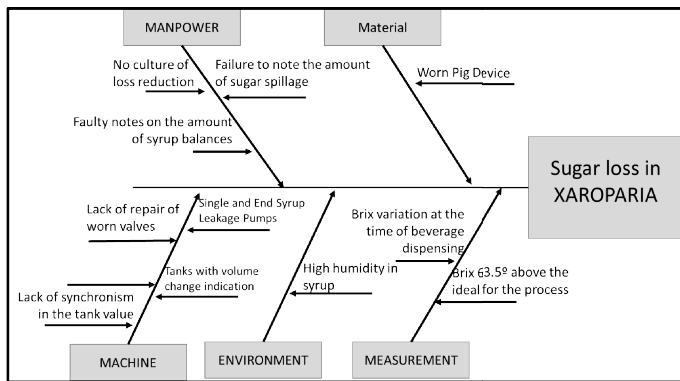 MANPOWER
Material
No culture of
loss reduction
Failure to note the amount
of sugar spillage
Worn Pig Device
Faulty notes on the amount
of syrup balances
Sugar loss in
XAROPARIA
Lack of repair of
worn valves
Single and End Syrup
Leakage Pumps
Brix variation at the
time of beverage
dispensing
Tanks with volume
change indication
High humidity in
syrup
Brix 63.5º above the
ideal for the process
Lack of synchronism
in the tank value
MACHINE
ENVIRONMENT
MEASUREMENT